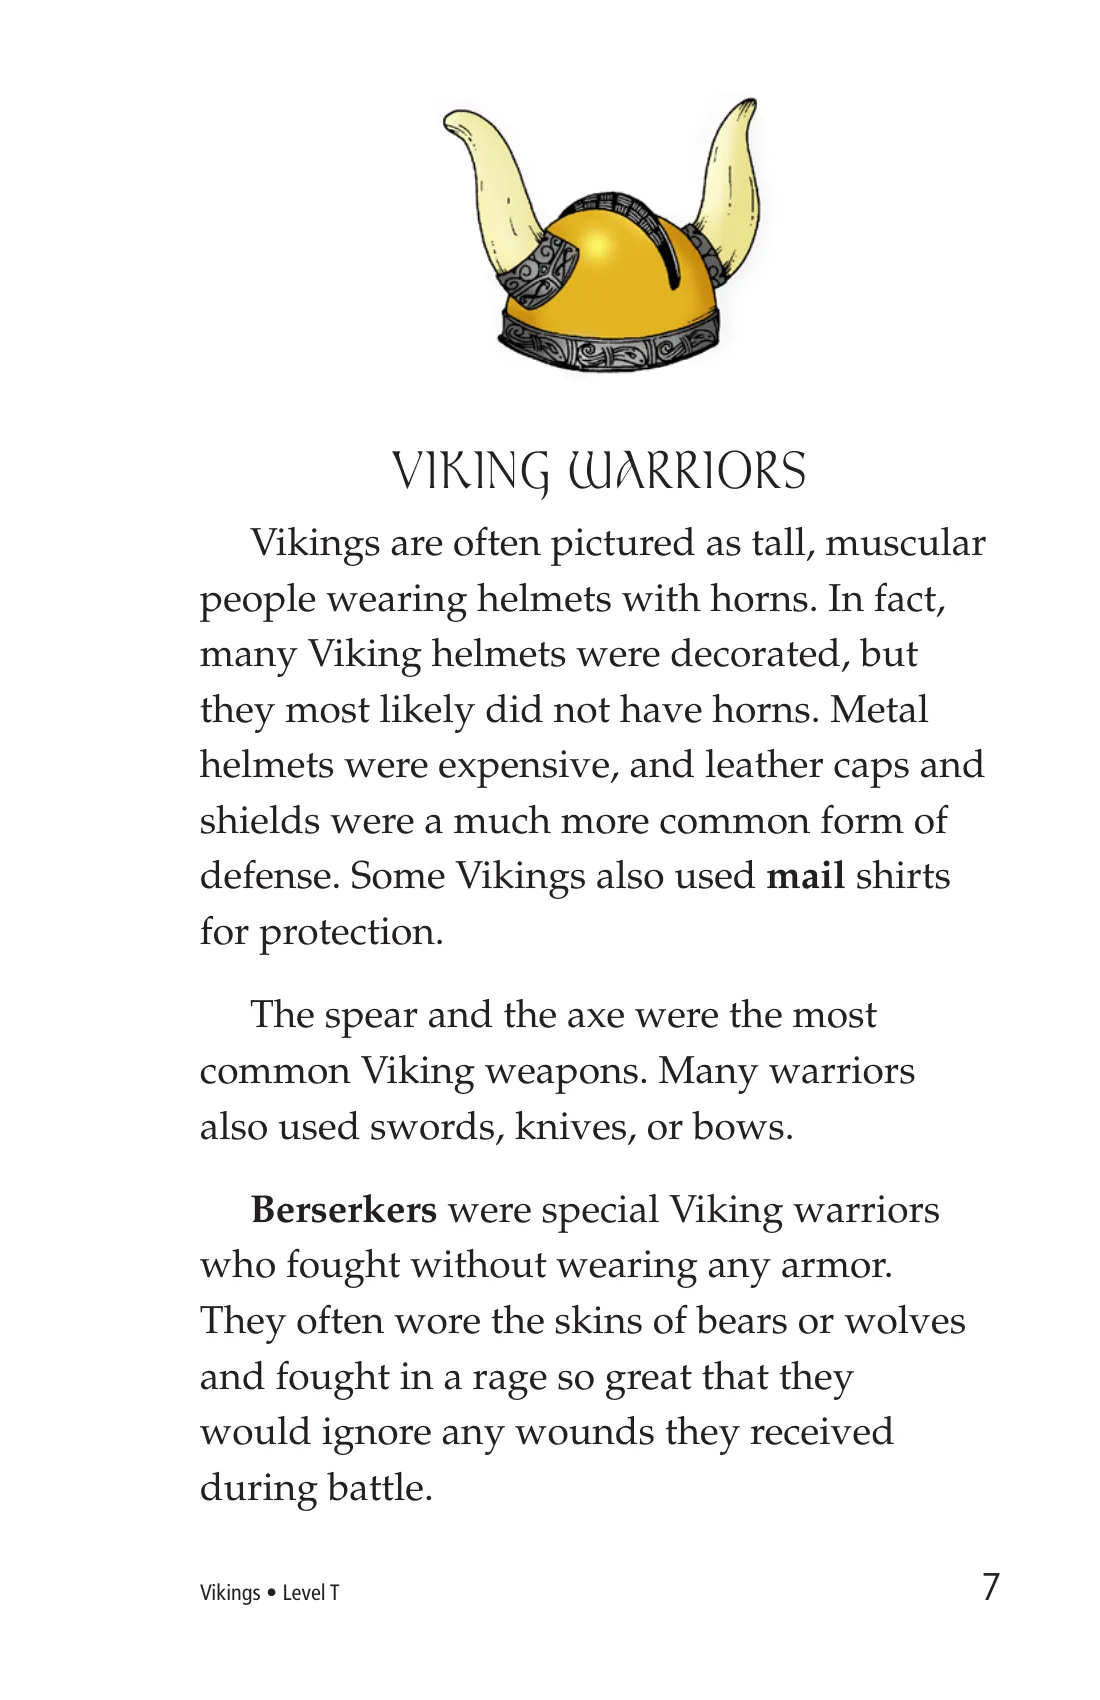 VIKING WARRIORS
Vikings are often pictured as tall, muscular
people wearing helmets with horns. In fact,
many Viking helmets were decorated, but
they most likely did not have horns. Metal
helmets were expensive, and leather caps and
shields were a much more common form of
defense. Some Vikings also used mail shirts
for protection.
The spear and the axe were the most
common Viking weapons. Many warriors
also used swords, knives, or bows.
Berserkers were special Viking warriors
who fought without wearing any armor.
They often wore the skins of bears or wolves
and fought in a rage so great that they
would ignore any wounds they received
during battle.
Vikings • Level T
7